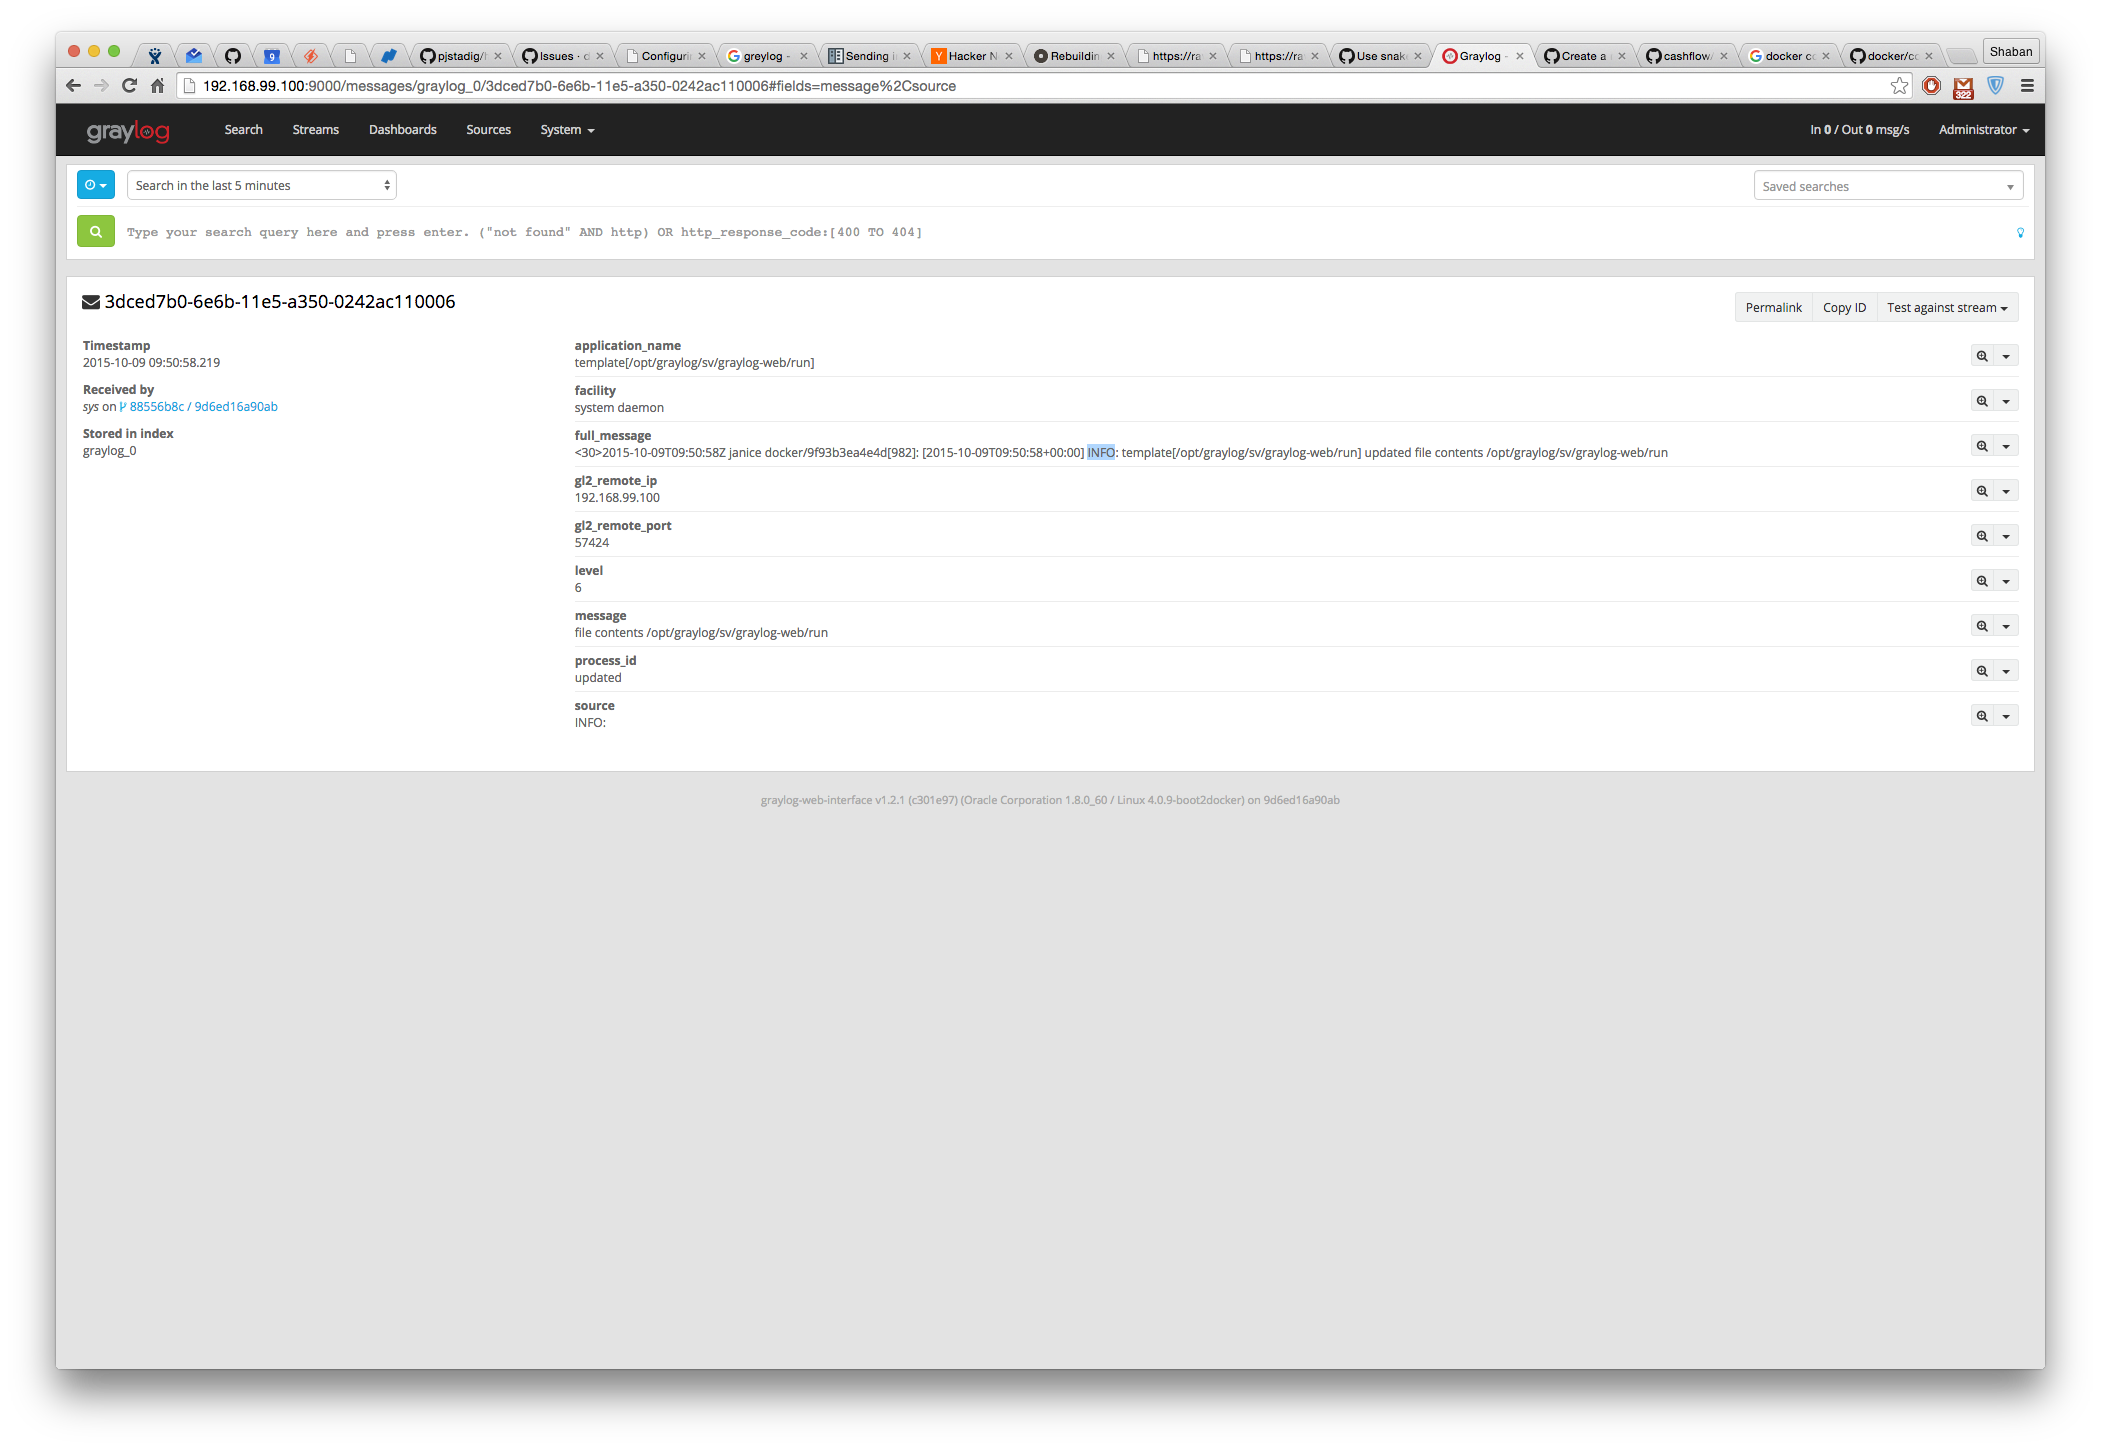 Shaban
pjstadig/
Issues · d
Configuri
greylog -
Sending i
Hacker N
Rebuildin
https://ra
https://ra
Use snak
Graylog -
Create a
cashflow/
docker co
docker/co
192.168.99.100:9000/messages/graylog_0/3dced7b0-6e6b-11e5-a350-0242ac110006#fields=message%2Csource
322
graylog
Search
Streams
Dashboards
Sources
System
In 0 / Out 0 msg/s
Administrator
Search in the last 5 minutes
Saved searches
Type your search query here and press enter. ("not found" AND http) OR http_response_code:[400 TO 404]
3dced7b0-6e6b-11e5-a350-0242ac110006
Permalink
Copy ID
Test against stream
Timestamp
2015-10-09 09:50:58.219
Received by
sys on 88556b8c / 9d6ed16a90ab
Stored in index
graylog_0
application_name
template[/opt/graylog/sv/graylog-web/run]
facility
system daemon
full_message
<30>2015-10-09T09:50:58Z janice docker/9f93b3ea4e4d[982]: [2015-10-09T09:50:58+00:00] INFO: template[/opt/graylog/sv/graylog-web/run] updated file contents /opt/graylog/sv/graylog-web/run
gl2_remote_ip
192.168.99.100
gl2_remote_port
57424
level
6
message
file contents /opt/graylog/sv/graylog-web/run
process_id
updated
source
INFO:
graylog-web-interface v1.2.1 (c301e97) (Oracle Corporation 1.8.0_60 / Linux 4.0.9-boot2docker) on 9d6ed16a90ab